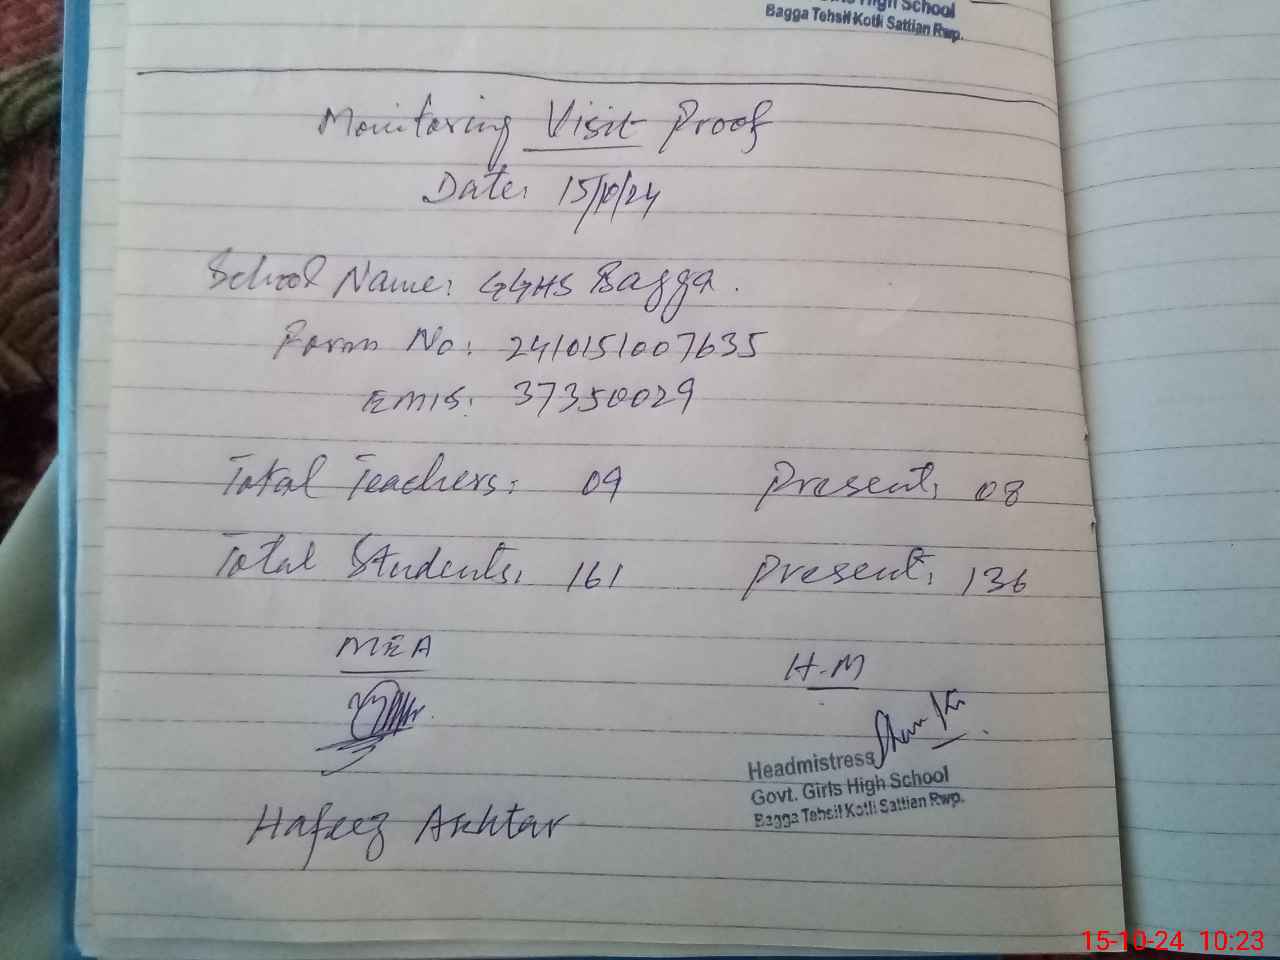 High School
Bagga Tehsil Kotli Sattian Rwp.
Monitoring Visit Proof
Date: 15/10/24
School Name: GGHS Bagga.
Form No: 2410151007635
EMIS: 37350029
Total Teachers: 09 Present: 08
Total Students: 161 Present: 136
MEA H.M
Headmistress
Govt. Girls High School
Bagga Tehsil Kotli Sattian Rwp.
Hafeez Akhtar
15-10-24 10:23